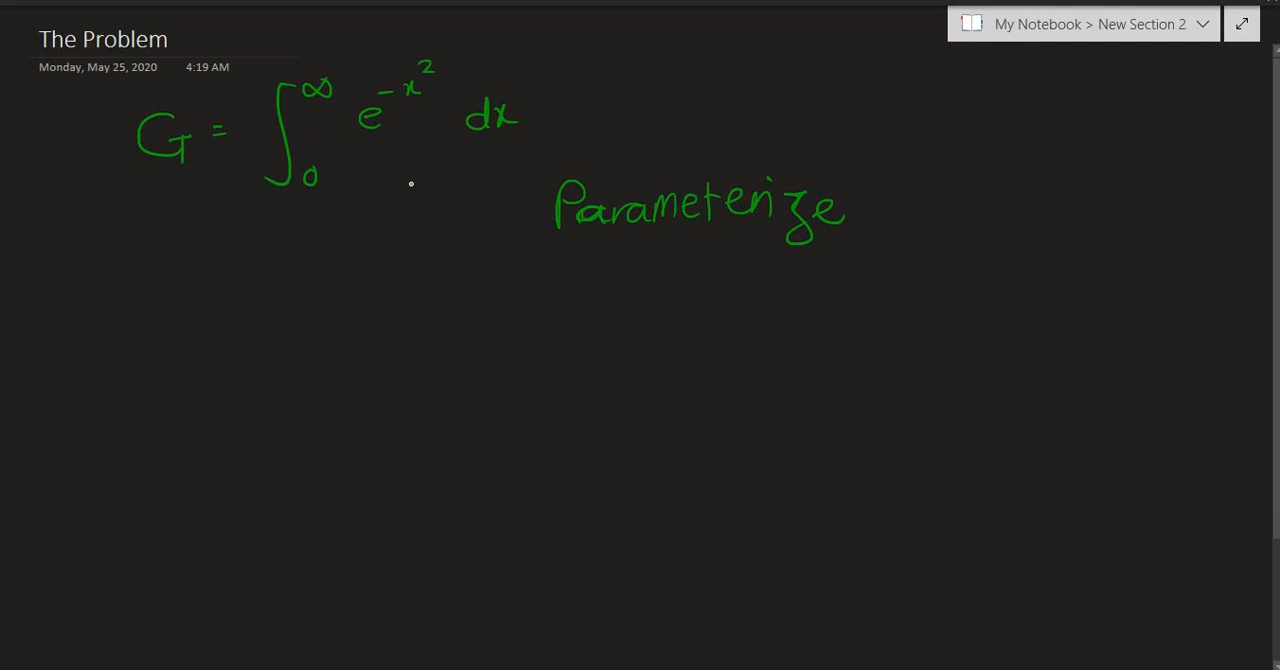 The Problem
Monday, May 25, 2020 4:19 AM
My Notebook > New Section 2
G = ∫₀^∞ e^{-x²} dx
Parameterize